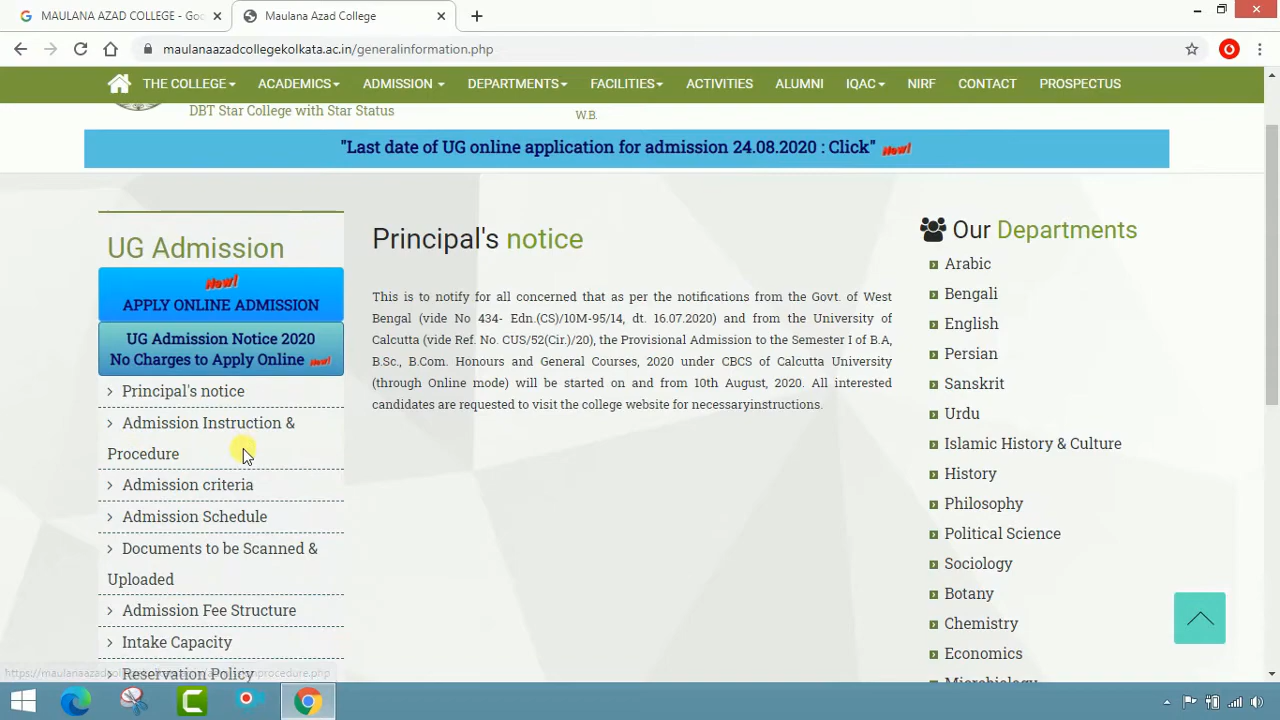 MAULANA AZAD COLLEGE - Goo
Maulana Azad College
maulanaazadcollegekolkata.ac.in/generalinformation.php
THE COLLEGE
ACADEMICS
ADMISSION
DEPARTMENTS
FACILITIES
ACTIVITIES
ALUMNI
IQAC
NIRF
CONTACT
PROSPECTUS
DBT Star College with Star Status
W.B.
"Last date of UG online application for admission 24.08.2020 : Click" New!
UG Admission
New!
APPLY ONLINE ADMISSION
UG Admission Notice 2020
No Charges to Apply Online New!
Principal's notice
Admission Instruction &
Procedure
Admission criteria
Admission Schedule
Documents to be Scanned &
Uploaded
Admission Fee Structure
Intake Capacity
Reservation Policy
Principal's notice
This is to notify for all concerned that as per the notifications from the Govt. of West
Bengal (vide No 434- Edn.(CS)/10M-95/14, dt. 16.07.2020) and from the University of
Calcutta (vide Ref. No. CUS/52(Cir.)/20), the Provisional Admission to the Semester I of B.A,
B.Sc., B.Com. Honours and General Courses, 2020 under CBCS of Calcutta University
(through Online mode) will be started on and from 10th August, 2020. All interested
candidates are requested to visit the college website for necessaryinstructions.
Our Departments
Arabic
Bengali
English
Persian
Sanskrit
Urdu
Islamic History & Culture
History
Philosophy
Political Science
Sociology
Botany
Chemistry
Economics
Microbiology